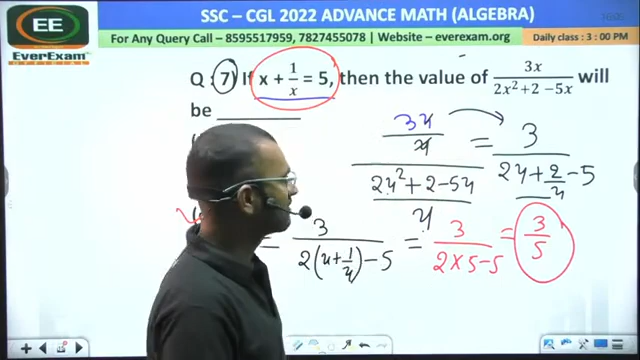 SSC – CGL 2022 ADVANCE MATH (ALGEBRA)
EE
EverExam®
For Any Query Call - 8595517959, 7827455078 | Website – everexam.org
Daily class : 3 : 00 PM
Q : 7) If x + 1/x = 5, then the value of 3x / (2x² + 2 – 5x) will
be
(3x/x) / ((2x² + 2 – 5x)/x) = 3 / (2x + 2/x – 5)
= 3 / (2(x + 1/x) – 5) = 3 / (2×5–5) = 3/5